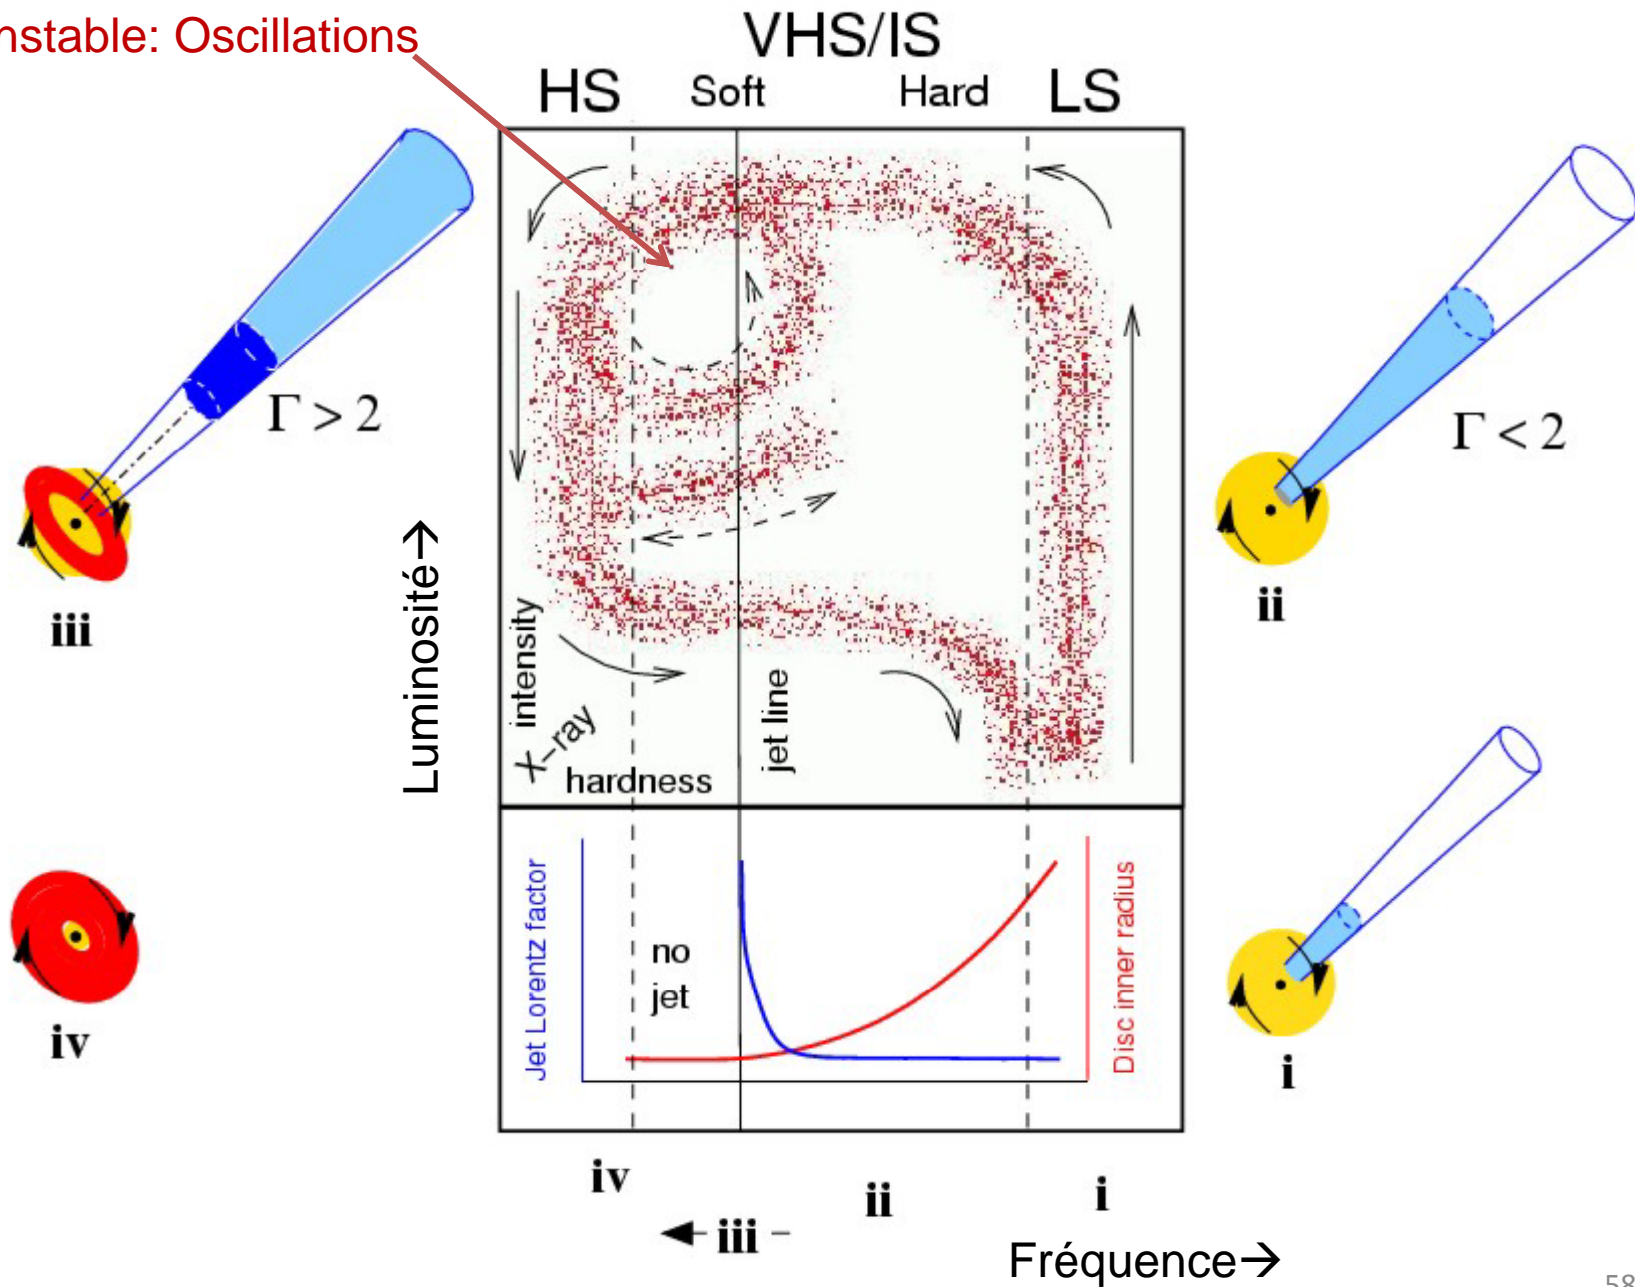 nstable: Oscillations
VHS/IS
HS Soft Hard LS
Γ > 2
Γ < 2
iii
ii
Luminosité→
intensity
X-ray
hardness
jet line
Jet Lorentz factor
no
jet
Disc inner radius
iv
i
iv
ii
i
iii
Fréquence→
58